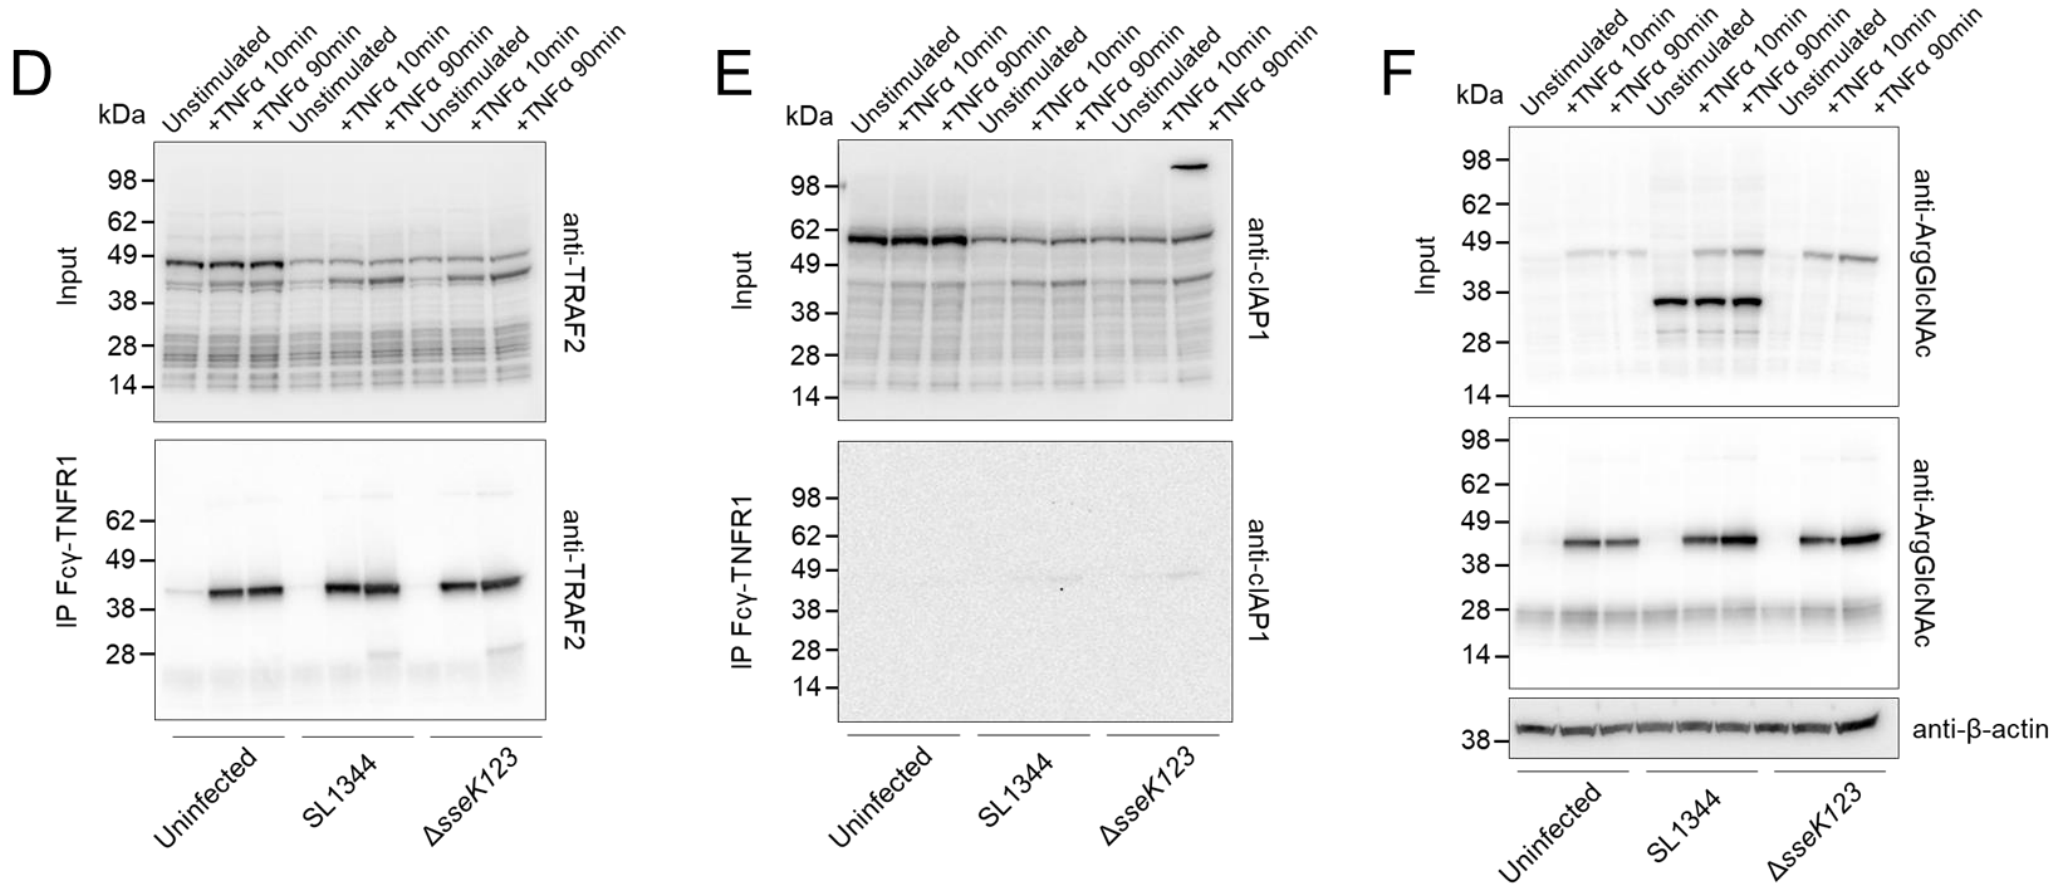 D
kDa
Unstimulated
+TNFα 10min
+TNFα 90min
Unstimulated
+TNFα 10min
+TNFα 90min
Unstimulated
+TNFα 10min
+TNFα 90min
Input
98
62
49
38
28
14
anti-TRAF2
IP Fcγ-TNFR1
62
49
38
28
anti-TRAF2
Uninfected
SL1344
ΔsseK123
E
kDa
Unstimulated
+TNFα 10min
+TNFα 90min
Unstimulated
+TNFα 10min
+TNFα 90min
Unstimulated
+TNFα 10min
+TNFα 90min
Input
98
62
49
38
28
14
anti-cIAP1
IP Fcγ-TNFR1
98
62
49
38
28
14
anti-cIAP1
Uninfected
SL1344
ΔsseK123
F
kDa
Unstimulated
+TNFα 10min
+TNFα 90min
Unstimulated
+TNFα 10min
+TNFα 90min
Unstimulated
+TNFα 10min
+TNFα 90min
Input
98
62
49
38
28
14
anti-ArgGlcNAc
98
62
49
38
28
14
anti-ArgGlcNAc
38
anti-β-actin
Uninfected
SL1344
ΔsseK123